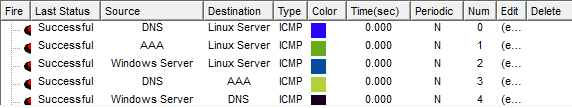 Fire Last Status Source Destination Type Color Time(sec) Periodic Num Edit Delete
Successful DNS Linux Server ICMP 0.000 N 0 (e...
Successful AAA Linux Server ICMP 0.000 N 1 (e...
Successful Windows Server Linux Server ICMP 0.000 N 2 (e...
Successful DNS AAA ICMP 0.000 N 3 (e...
Successful Windows Server DNS ICMP 0.000 N 4 (e...